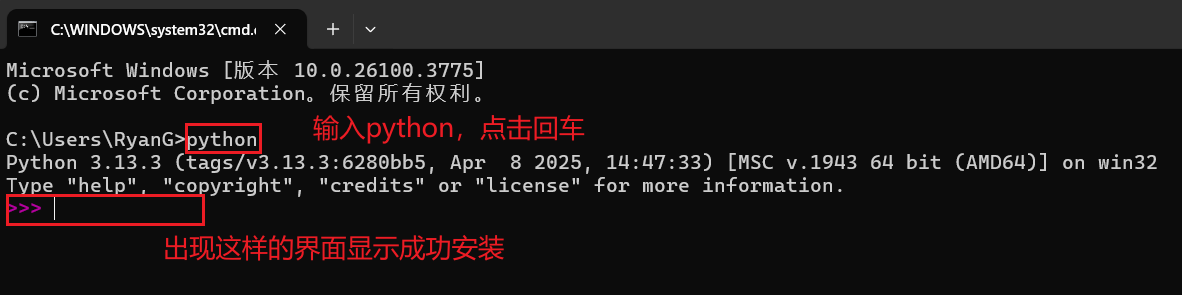 C:\WINDOWS\system32\cmd.e
Microsoft Windows [版本 10.0.26100.3775]
(c) Microsoft Corporation。保留所有权利。
输入python，点击回车
C:\Users\RyanG>python
Python 3.13.3 (tags/v3.13.3:6280bb5, Apr  8 2025, 14:47:33) [MSC v.1943 64 bit (AMD64)] on win32
Type "help", "copyright", "credits" or "license" for more information.
>>>
出现这样的界面显示成功安装